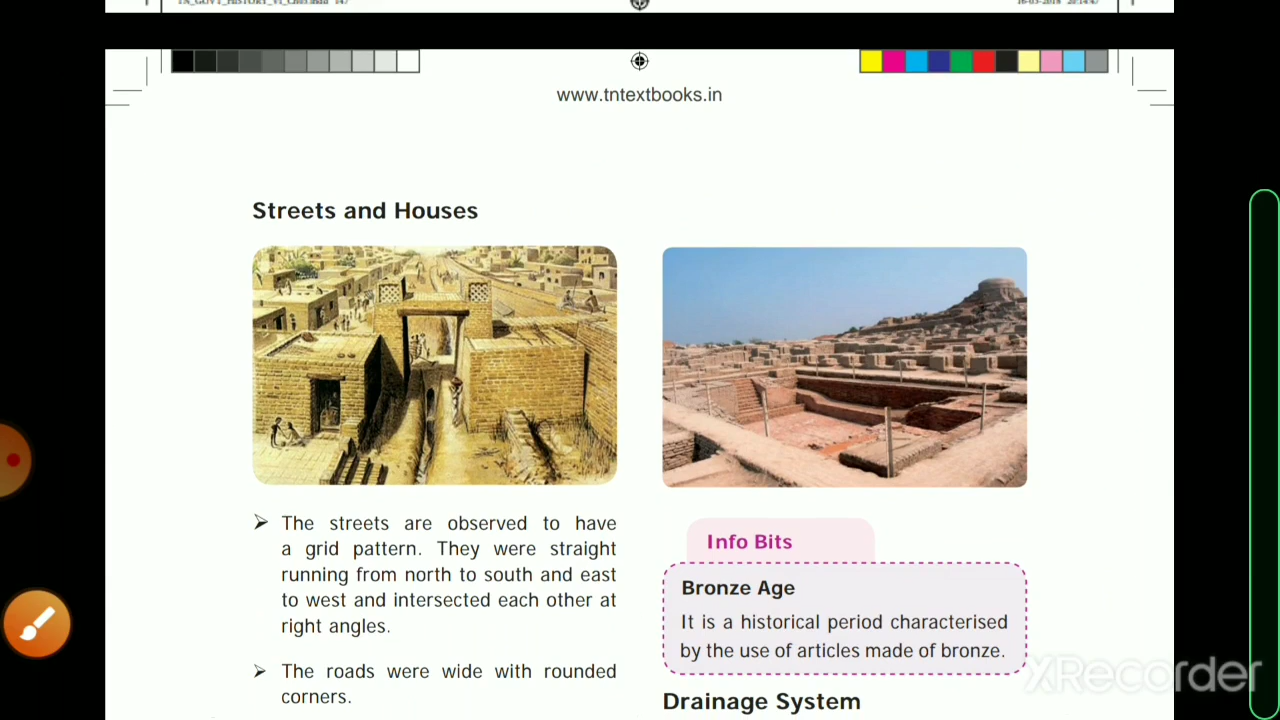 www.tntextbooks.in
Streets and Houses
The streets are observed to have
a grid pattern. They were straight
running from north to south and east
to west and intersected each other at
right angles.
The roads were wide with rounded
corners.
Info Bits
Bronze Age
It is a historical period characterised
by the use of articles made of bronze.
Drainage System
XRecorder